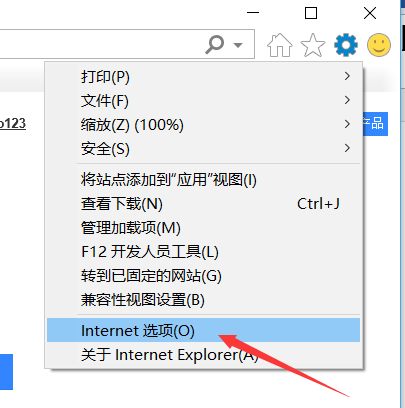 打印(P)
文件(F)
o123
缩放(Z) (100%)
产品
安全(S)
将站点添加到“应用”视图(I)
查看下载(N) Ctrl+J
管理加载项(M)
F12 开发人员工具(L)
转到已固定的网站(G)
兼容性视图设置(B)
Internet 选项(O)
关于 Internet Explorer(A)